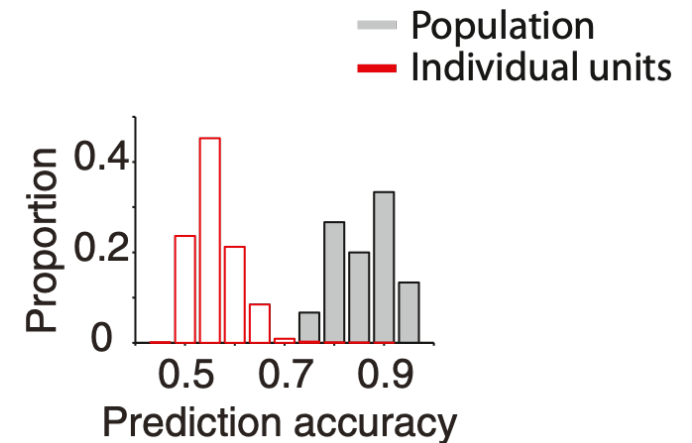 Population
Individual units
Proportion
0.4
0.2
0
0.5 0.7 0.9
Prediction accuracy